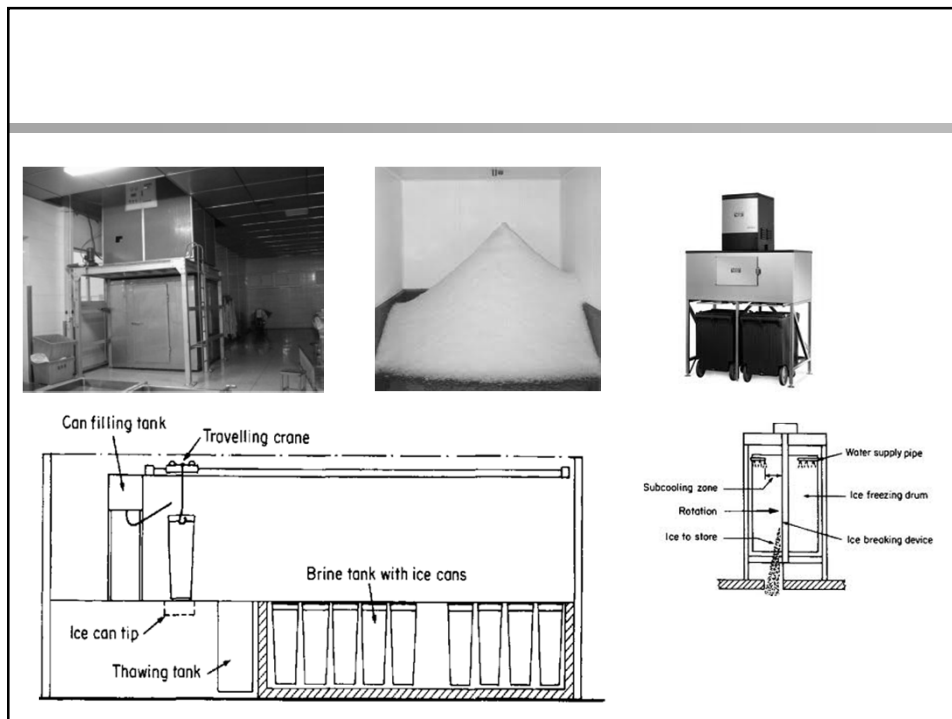 Can filling tank
Travelling crane
Brine tank with ice cans
Ice can tip
Thawing tank
Water supply pipe
Subcooling zone
Ice freezing drum
Rotation
Ice to store
Ice breaking device